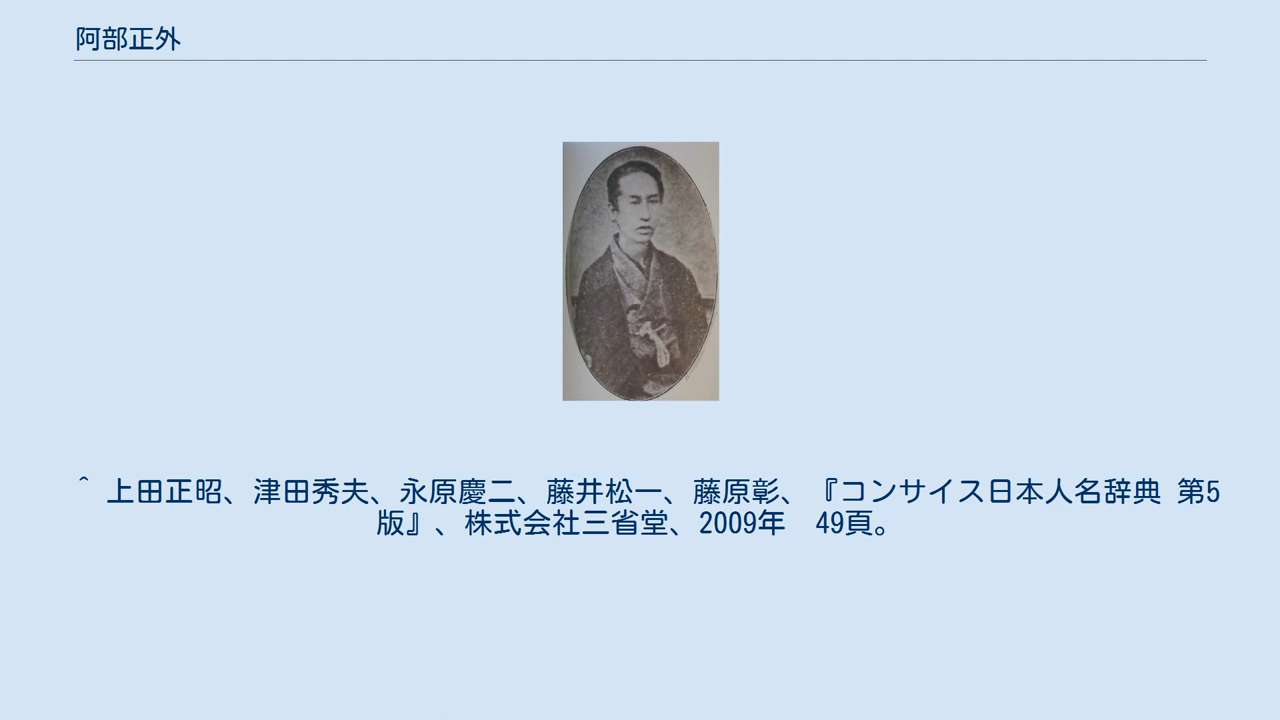 阿部正外
^ 上田正昭、津田秀夫、永原慶二、藤井松一、藤原彰、『コンサイス日本人名辞典 第5
版』、株式会社三省堂、2009年　49頁。